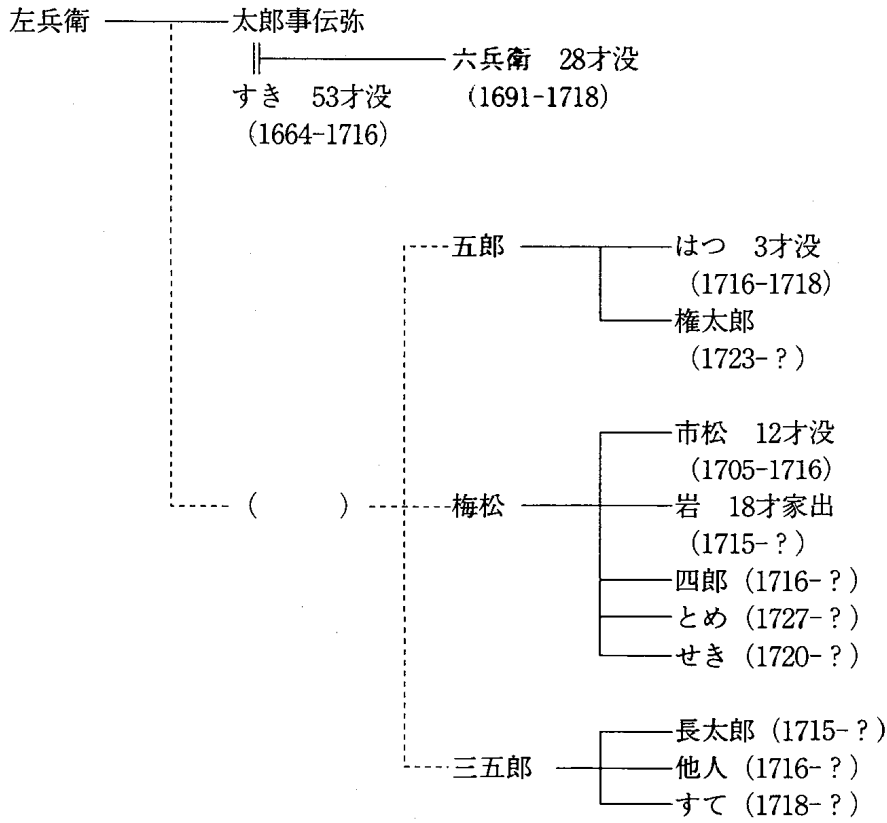 左兵衛 太郎事伝弥
六兵衛 28才没
すき 53才没 (1691-1718)
(1664-1716)
五郎 はつ 3才没
(1716-1718)
権太郎
(1723-?)
市松 12才没
(1705-1716)
( ) 梅松 岩 18才家出
(1715-?)
四郎 (1716-?)
とめ (1727-?)
せき (1720-?)
長太郎 (1715-?)
三五郎 他人 (1716-?)
すて (1718-?)